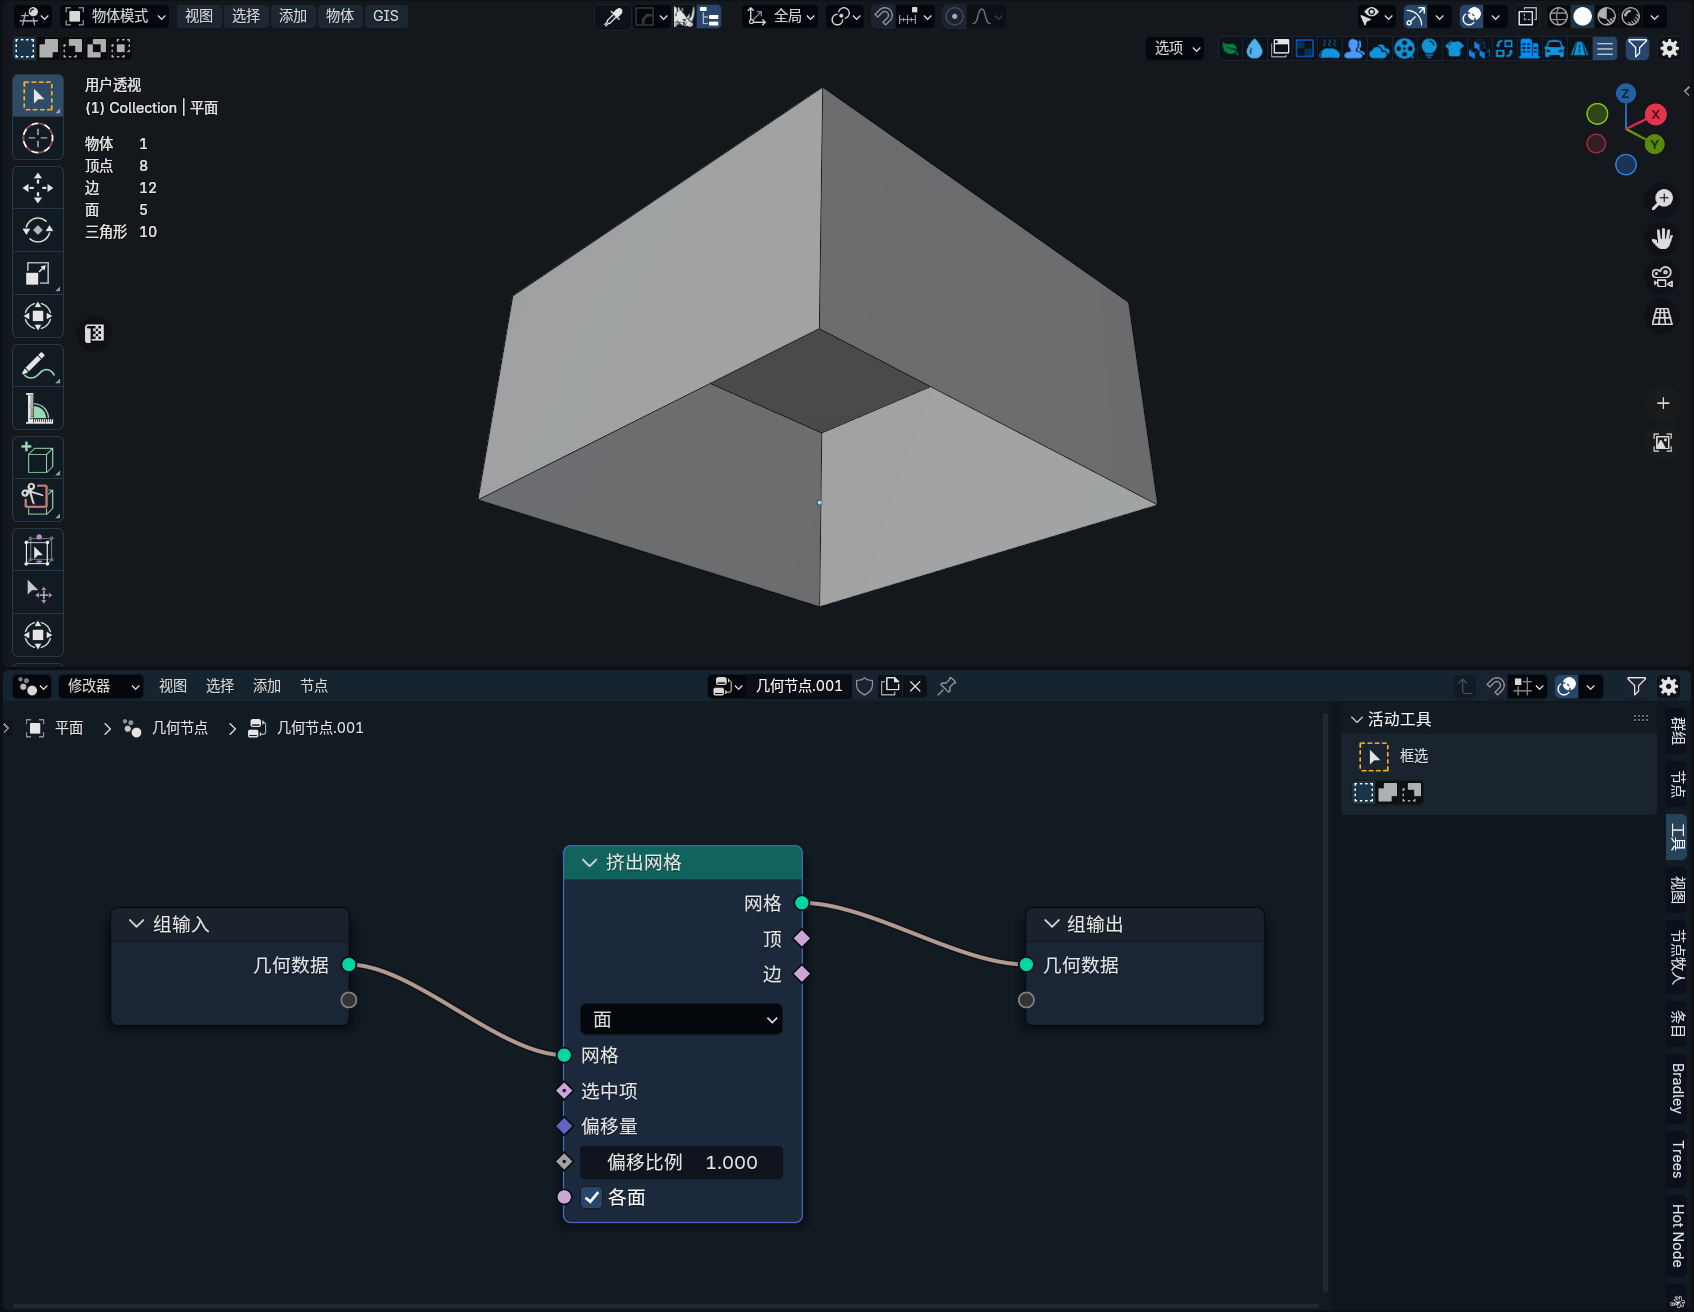 物体模式 视图 选择 添加 物体 GIS 全局
选项
用户透视
(1) Collection | 平面
物体 1
顶点 8
边 12
面 5
三角形 10
Z
X
Y
修改器 视图 选择 添加 节点 几何节点.001
平面 几何节点 几何节点.001
活动工具
框选
群组
节点
工具
视图
节点牧人
条目
Bradley
Trees
Hot Node
组输入
几何数据
挤出网格
网格
顶
边
面
网格
选中项
偏移量
偏移比例 1.000
各面
组输出
几何数据